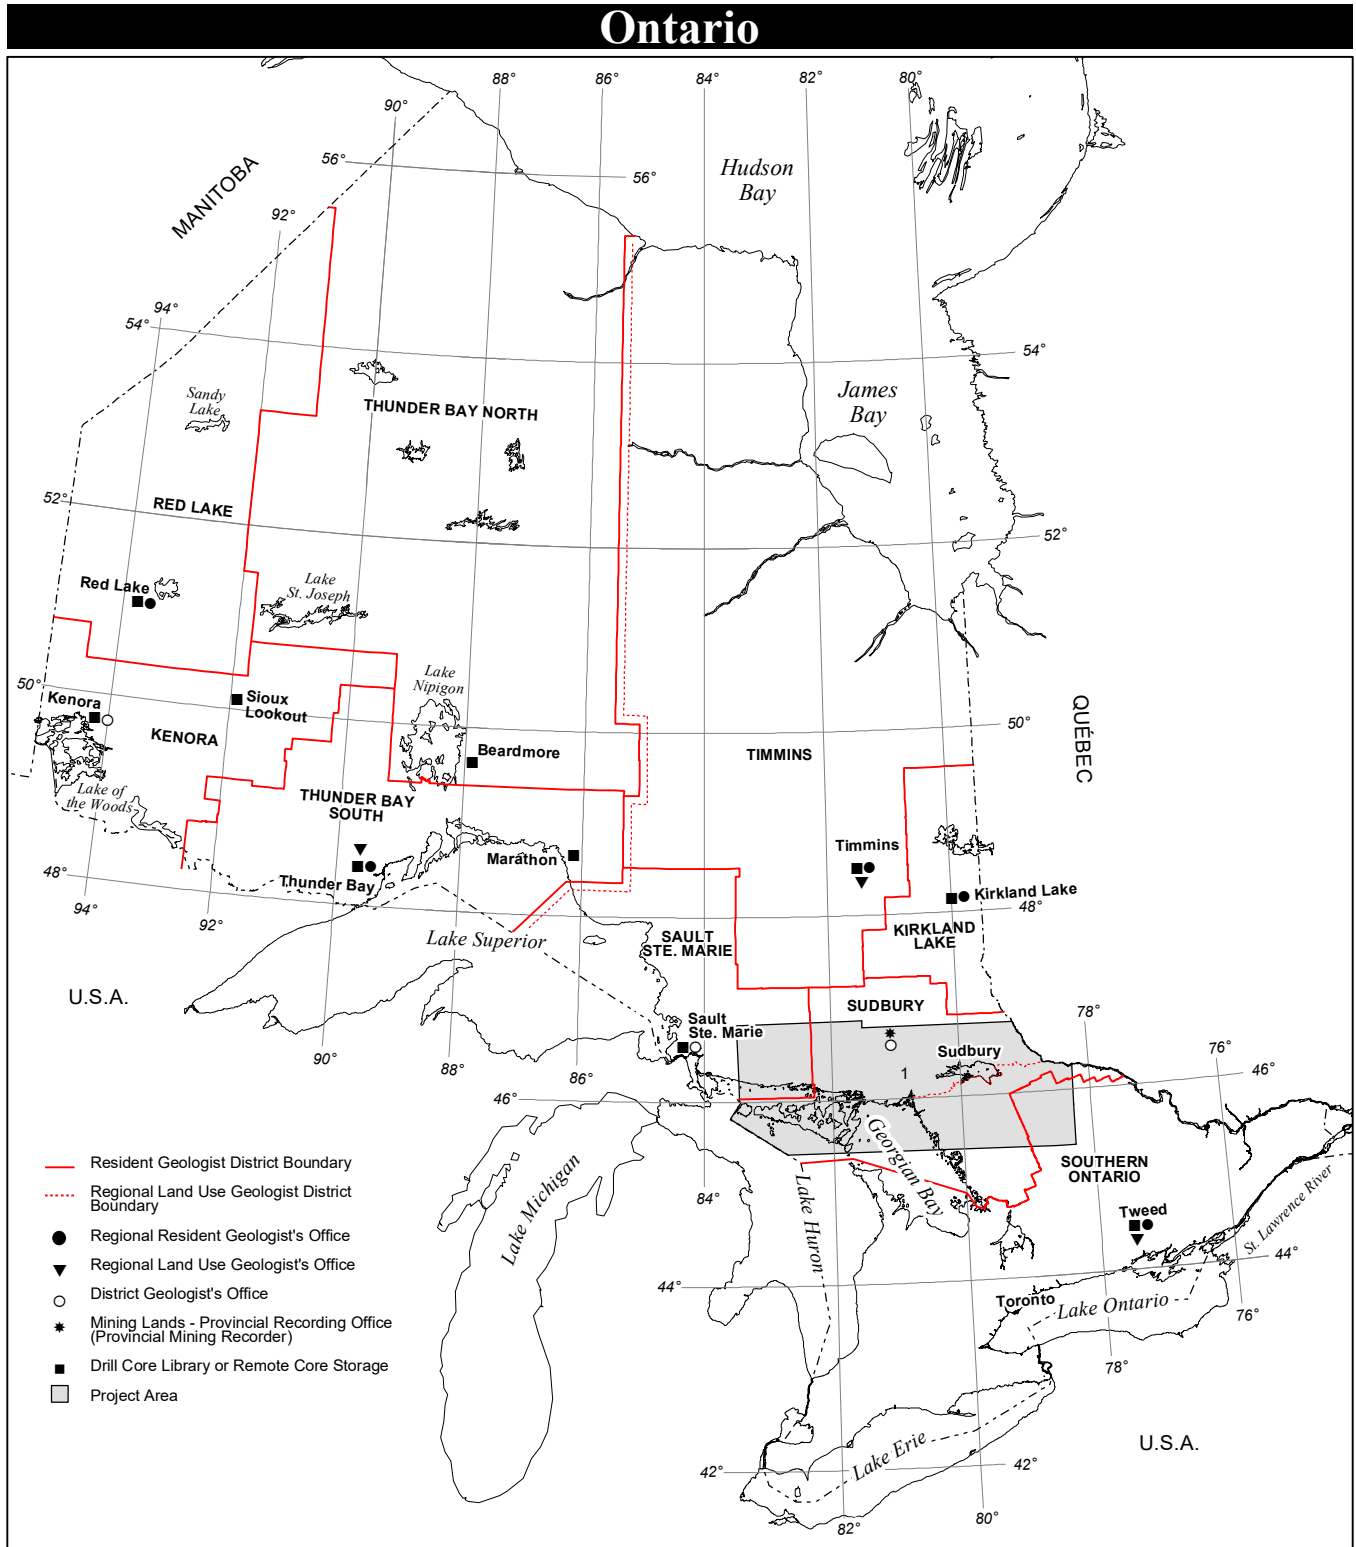 Ontario
88°
86°
84°
82°
80°
90°
56°
56°
MANITOBA
92°
Hudson
Bay
94°
54°
54°
Sandy
Lake
THUNDER BAY NORTH
James
Bay
52°
RED LAKE
52°
Red Lake
Lake
St. Joseph
50°
Kenora
Sioux
Lookout
KENORA
Lake
Nipigon
Beardmore
50°
TIMMINS
QUÉBEC
Lake of
the Woods
THUNDER BAY
SOUTH
Timmins
Marathon
Thunder Bay
48°
Kirkland Lake
48°
94°
92°
Lake Superior
SAULT
STE. MARIE
KIRKLAND
LAKE
U.S.A.
SUDBURY
78°
Sault
Ste. Marie
Sudbury
76°
90°
88°
86°
1
46°
46°
Georgian Bay
SOUTHERN
ONTARIO
Lake Michigan
84°
Lake Huron
Tweed
St. Lawrence River
44°
44°
Toronto
Lake Ontario
76°
78°
Resident Geologist District Boundary
Regional Land Use Geologist District
Boundary
Regional Resident Geologist's Office
Regional Land Use Geologist's Office
District Geologist's Office
Mining Lands - Provincial Recording Office
(Provincial Mining Recorder)
Drill Core Library or Remote Core Storage
Project Area
U.S.A.
Lake Erie
42°
42°
82°
80°